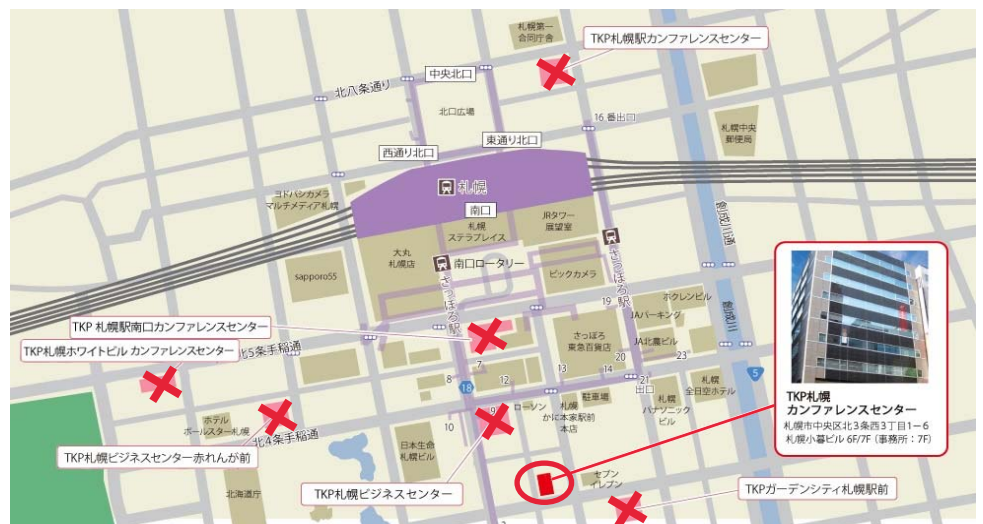 札幌第一
合同庁舎
TKP札幌駅カンファレンスセンター
中央北口
北八条通り
北口広場
16番出口
東通り北口
西通り北口
札幌中央
郵便局
ヨドバシカメラ
マルチメディア札幌
札幌
南口
札幌
ステラプレイス
JRタワー
展望室
創成川通
大丸
札幌店
南口ロータリー
さっぽろ駅
さっぽろ駅
sapporo55
ビックカメラ
ホクレンビル
創成川
19
JAパーキング
TKP 札幌駅南口カンファレンスセンター
TKP札幌ホワイトビル カンファレンスセンター
北5条手稲通
さっぽろ
東急百貨店
JA北農ビル
20
23
7
8
12
13
14
18
21
出口
札幌
全日空ホテル
5
9
10
ローソン
札幌
かに本家駅前
本店
駐車場
札幌
パナソニック
ビル
ホテル
ポールスター札幌
北4条手稲通
日本生命
札幌ビル
TKP札幌ビジネスセンター赤れんが前
北海道庁
TKP札幌ビジネスセンター
セブン
イレブン
TKPガーデンシティ札幌駅前
TKP札幌
カンファレンスセンター
札幌市中央区北3条西3丁目1－6
札幌小暮ビル 6F/7F（事務所：7F）